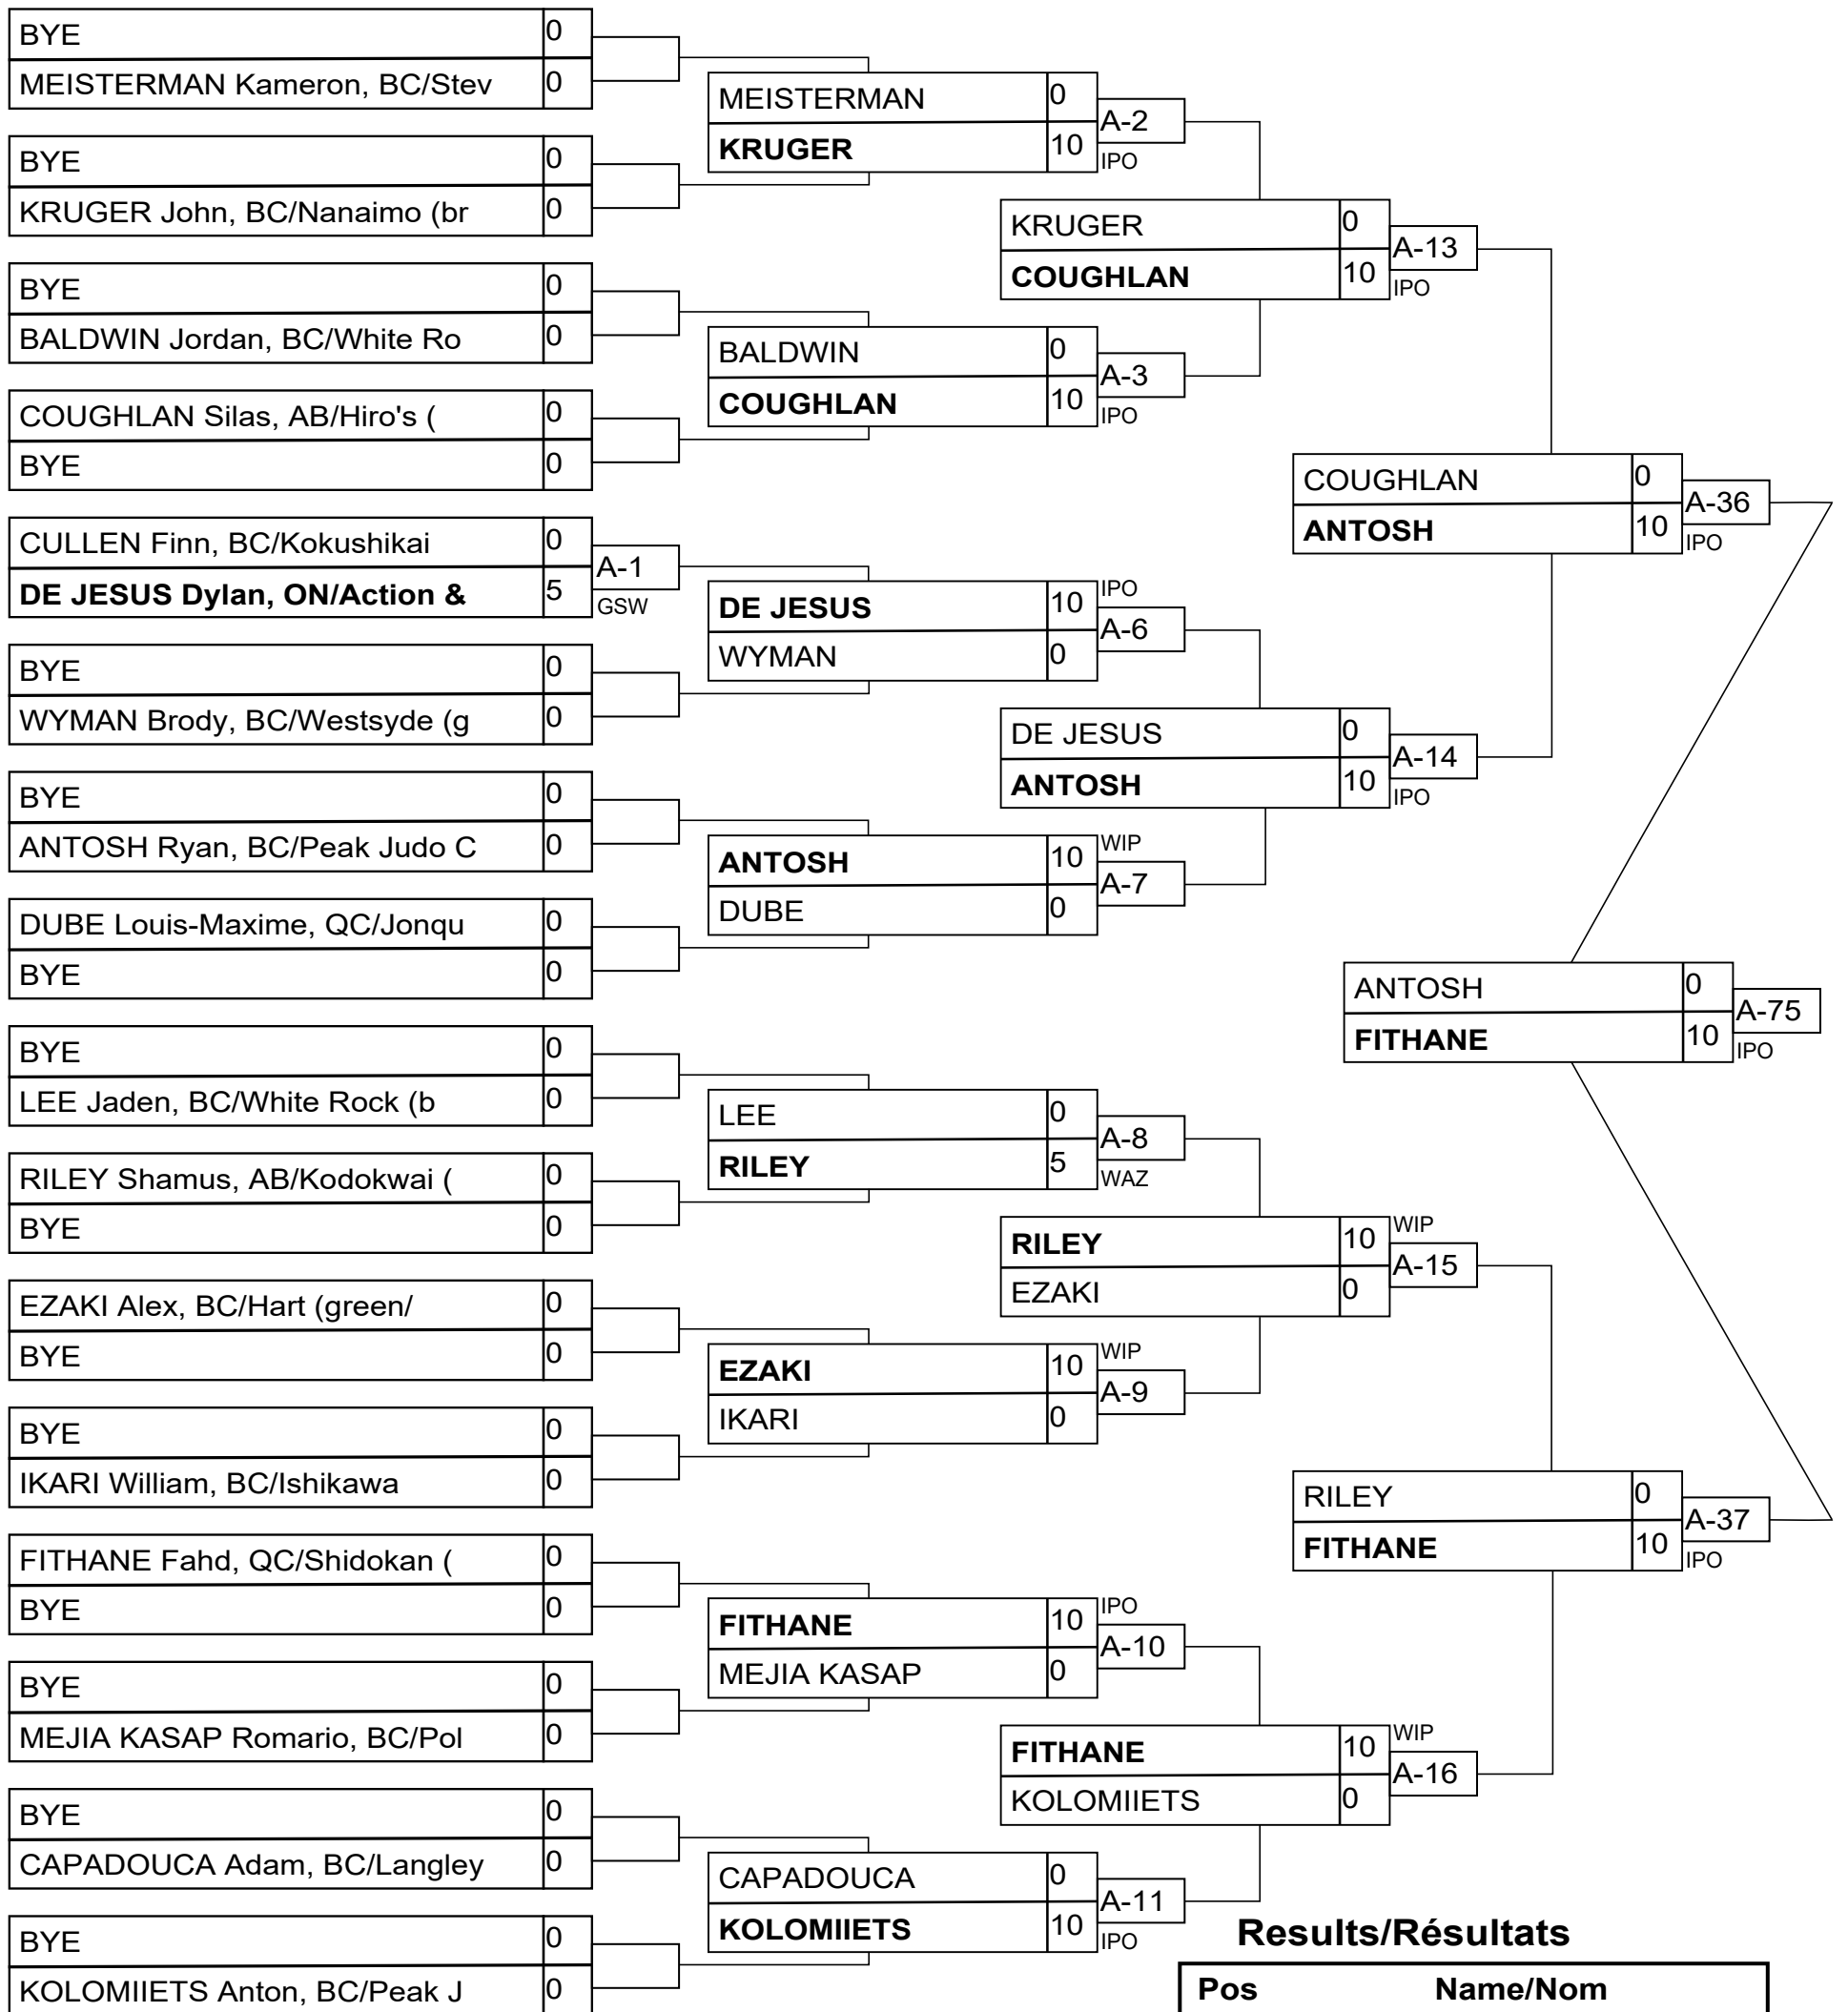 BYE 0
MEISTERMAN Kameron, BC/Stev 0
BYE 0
KRUGER John, BC/Nanaimo (br 0
BYE 0
BALDWIN Jordan, BC/White Ro 0
COUGHLAN Silas, AB/Hiro's ( 0
BYE 0
CULLEN Finn, BC/Kokushikai 0
DE JESUS Dylan, ON/Action & 5
A-1
GSW
BYE 0
WYMAN Brody, BC/Westsyde (g 0
BYE 0
ANTOSH Ryan, BC/Peak Judo C 0
DUBE Louis-Maxime, QC/Jonqu 0
BYE 0
BYE 0
LEE Jaden, BC/White Rock (b 0
RILEY Shamus, AB/Kodokwai ( 0
BYE 0
EZAKI Alex, BC/Hart (green/ 0
BYE 0
BYE 0
IKARI William, BC/Ishikawa 0
FITHANE Fahd, QC/Shidokan ( 0
BYE 0
BYE 0
MEJIA KASAP Romario, BC/Pol 0
BYE 0
CAPADOUCA Adam, BC/Langley 0
BYE 0
KOLOMIIETS Anton, BC/Peak J 0
MEISTERMAN 0
KRUGER 10
A-2
IPO
BALDWIN 0
COUGHLAN 10
A-3
IPO
DE JESUS 10
WYMAN 0
IPO
A-6
ANTOSH 10
DUBE 0
WIP
A-7
LEE 0
RILEY 5
A-8
WAZ
EZAKI 10
IKARI 0
WIP
A-9
FITHANE 10
MEJIA KASAP 0
IPO
A-10
CAPADOUCA 0
KOLOMIIETS 10
A-11
IPO
KRUGER 0
COUGHLAN 10
A-13
IPO
DE JESUS 0
ANTOSH 10
A-14
IPO
RILEY 10
EZAKI 0
WIP
A-15
FITHANE 10
KOLOMIIETS 0
WIP
A-16
COUGHLAN 0
ANTOSH 10
A-36
IPO
RILEY 0
FITHANE 10
A-37
IPO
ANTOSH 0
FITHANE 10
A-75
IPO
Results/Résultats
Pos Name/Nom